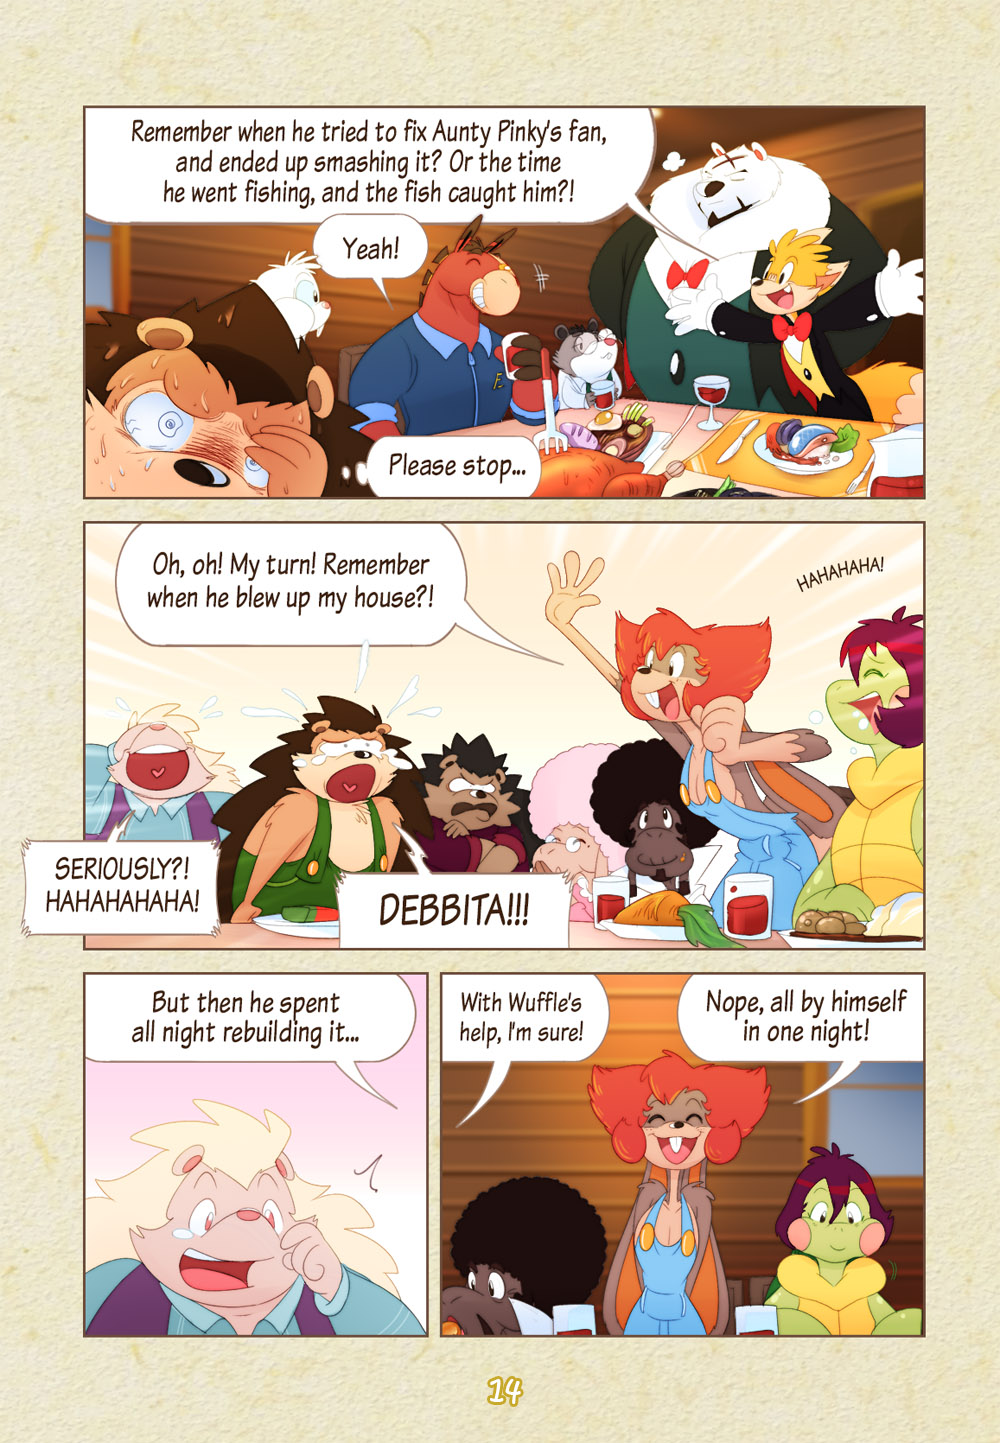 Remember when he tried to fix Aunty Pinky's fan,
and ended up smashing it? Or the time
he went fishing, and the fish caught him?!
Yeah!
Please stop...
Oh, oh! My turn! Remember
when he blew up my house?!
HAHAHAHA!
SERIOUSLY?!
HAHAHAHAHA!
DEBBITA!!!
But then he spent
all night rebuilding it...
With Wuffle's
help, I'm sure!
Nope, all by himself
in one night!
14